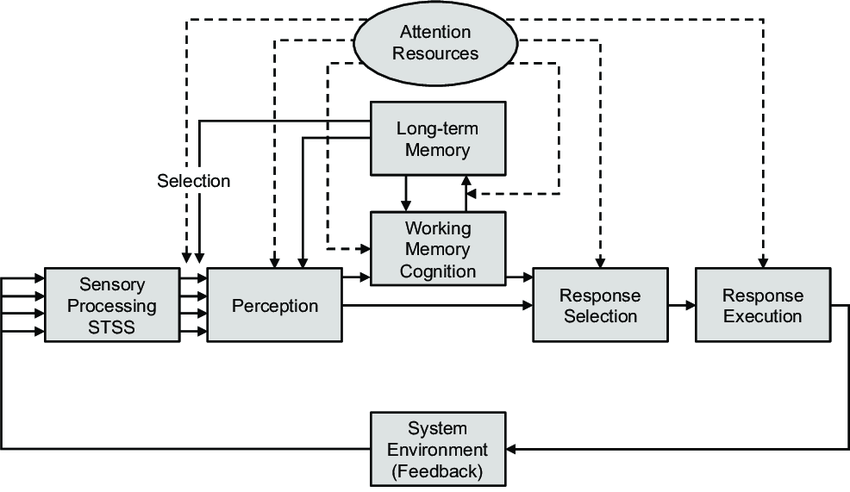 Attention
Resources
Long-term
Memory
Selection
Working
Memory
Cognition
Sensory
Processing
STSS
Perception
Response
Selection
Response
Execution
System
Environment
(Feedback)